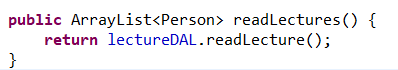 public ArrayList<Person> readLectures() {
    return lectureDAL.readLecture();
}